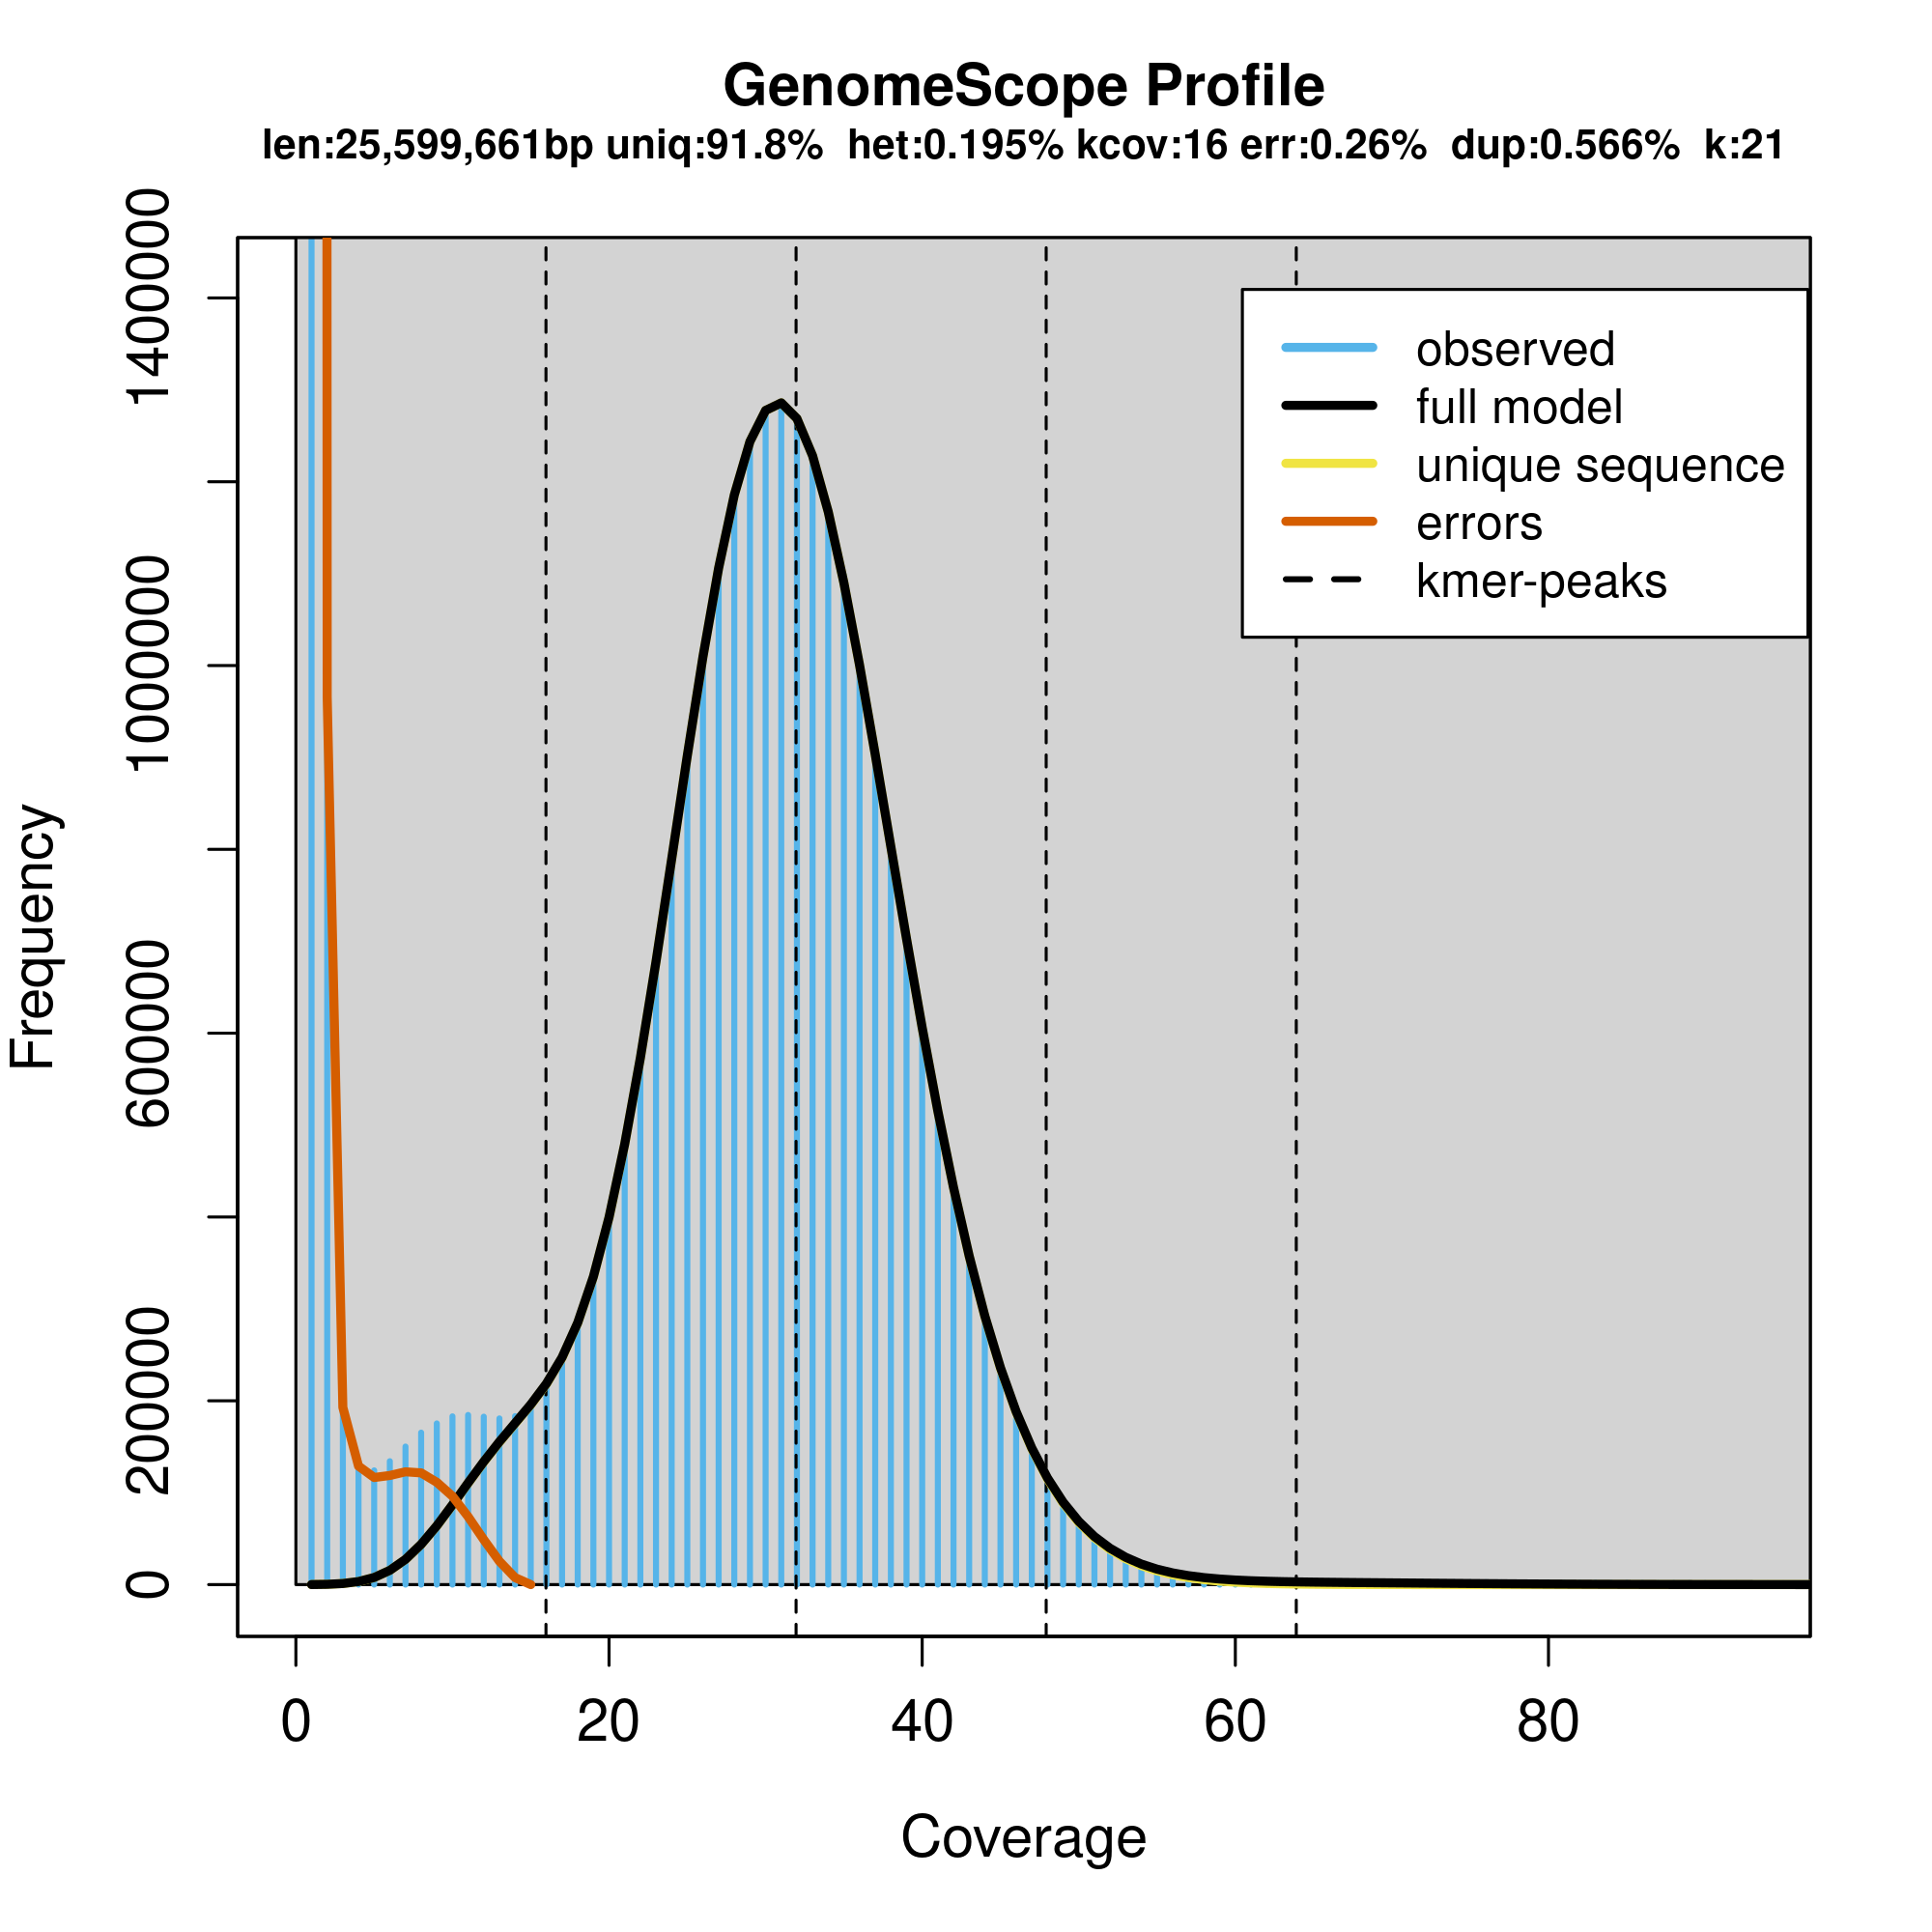 GenomeScope Profile
len:25,599,661bp uniq:91.8% het:0.195% kcov:16 err:0.26% dup:0.566% k:21
1400000
1000000
600000
200000
0
Frequency
observed
full model
unique sequence
errors
kmer-peaks
0 20 40 60 80
Coverage